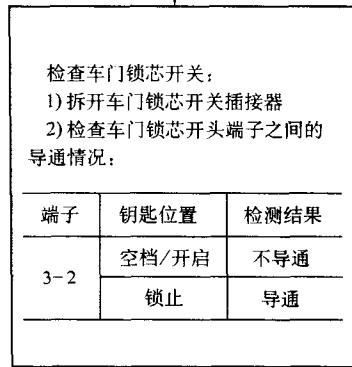 检查车门锁芯开关：
1)拆开车门锁芯开关插接器
2)检查车门锁芯开头端子之间的
导通情况：
端子 钥匙位置 检测结果
3-2 空档/开启 不导通
锁止 导通